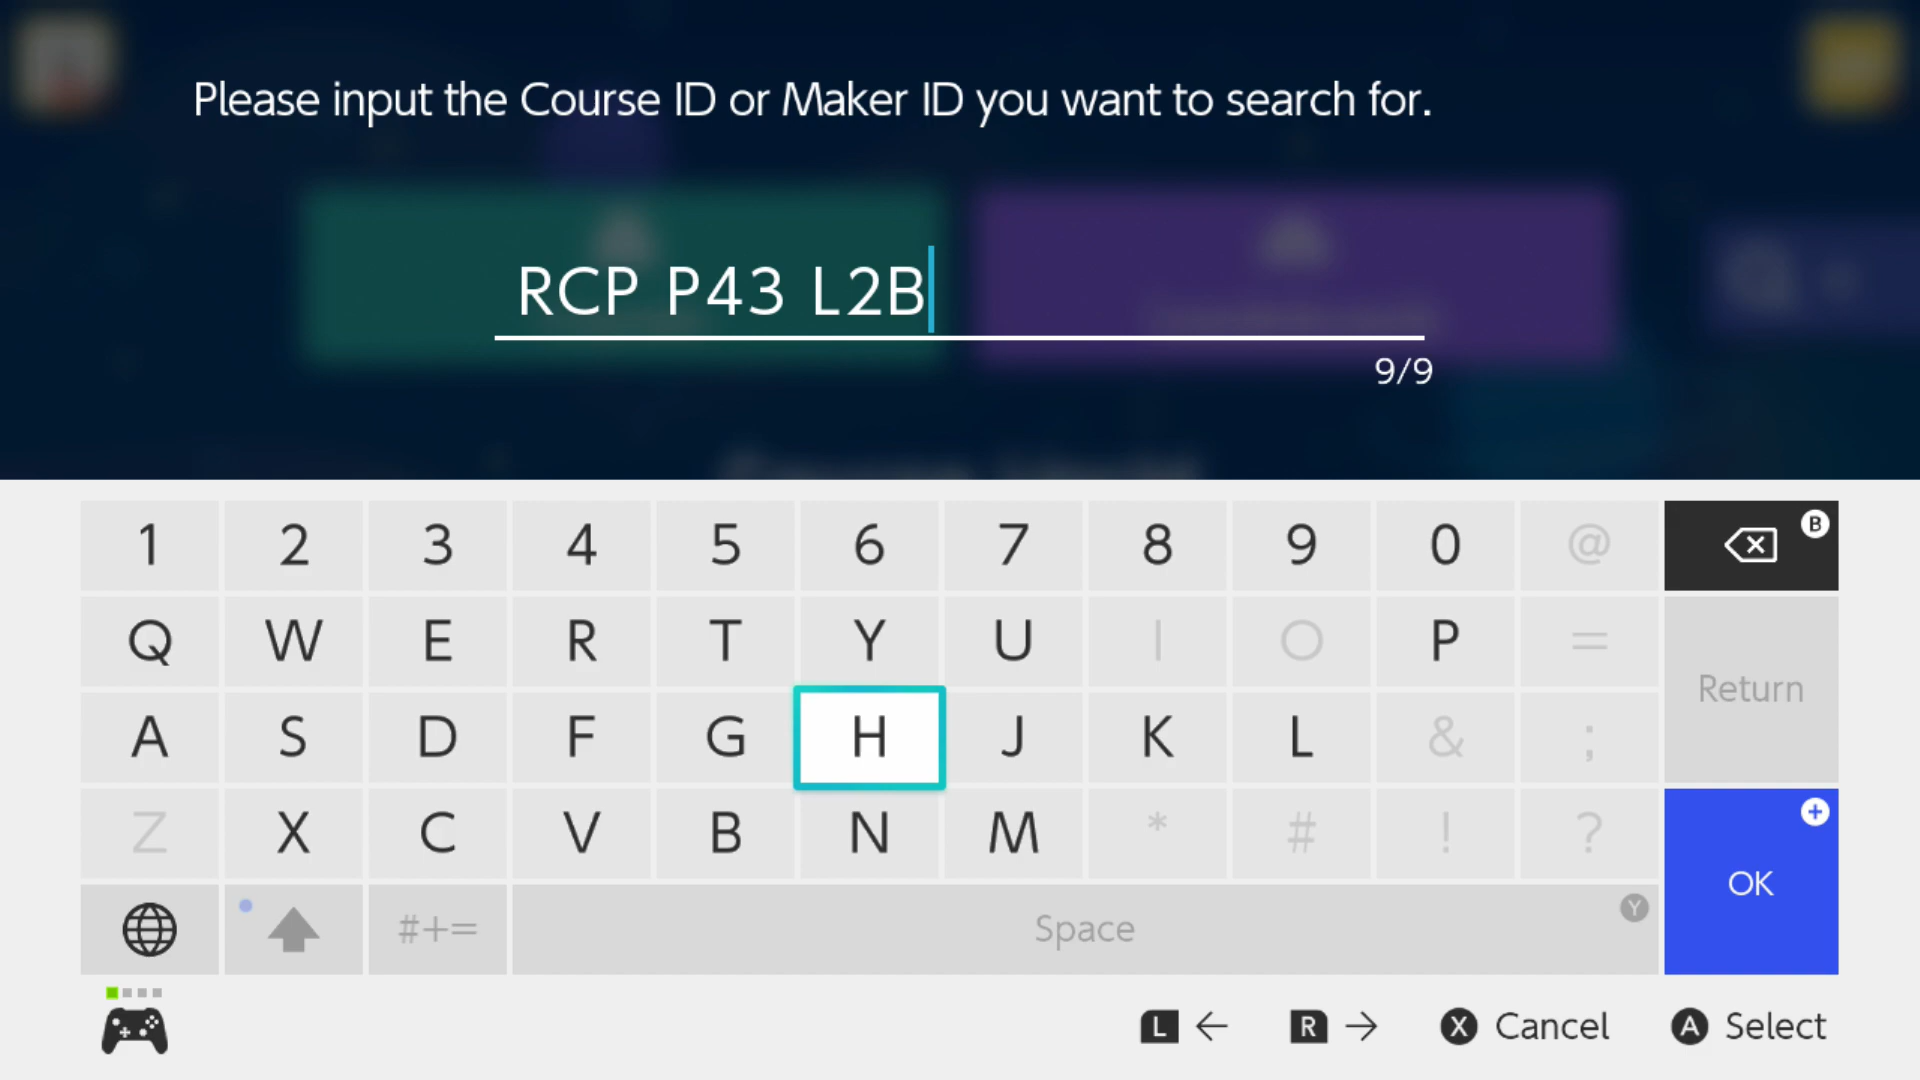 Please input the Course ID or Maker ID you want to search for.
RCP P43 L2B
9/9
1 2 3 4 5 6 7 8 9 0 @ B
Q W E R T Y U I O P =
Return
A S D F G H J K L & ;
Z X C V B N M * # ! ? +
OK
#+= Space Y
L ← R → X Cancel A Select